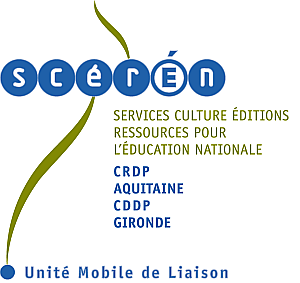 scérÉn
SERVICES CULTURE ÉDITIONS
RESSOURCES POUR
L'ÉDUCATION NATIONALE
CRDP
AQUITAINE
CDDP
GIRONDE
Unité Mobile de Liaison